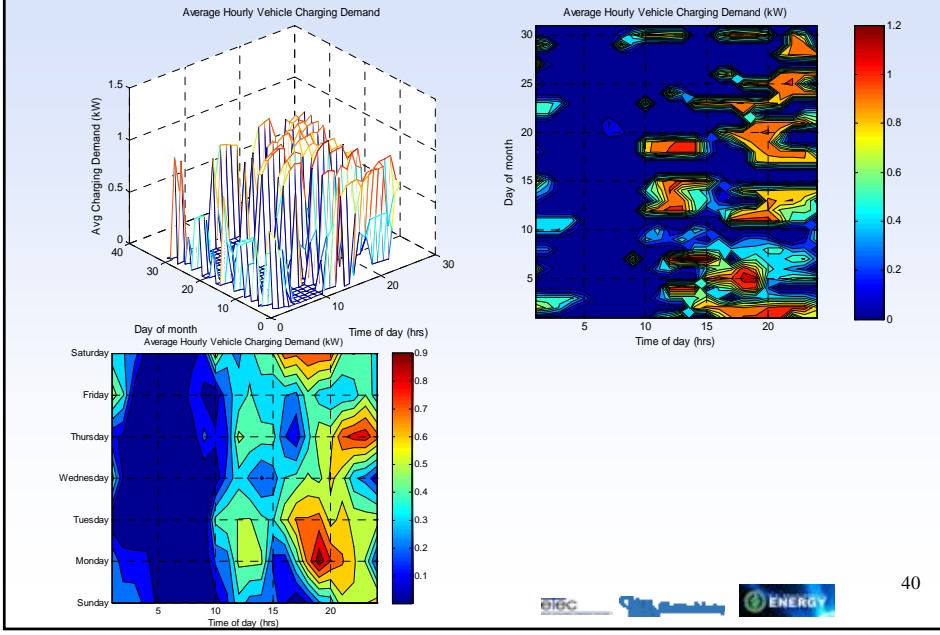 Average Hourly Vehicle Charging Demand
1.5
1
0.5
0
Avg Charging Demand (kW)
40
30
20
10
0
0
10
20
30
Day of month
Time of day (hrs)
Average Hourly Vehicle Charging Demand (kW)
30
25
20
15
10
5
Day of month
5
10
15
20
Time of day (hrs)
1.2
1
0.8
0.6
0.4
0.2
0
Average Hourly Vehicle Charging Demand (kW)
Saturday
Friday
Thursday
Wednesday
Tuesday
Monday
Sunday
5
10
15
20
Time of day (hrs)
0.9
0.8
0.7
0.6
0.5
0.4
0.3
0.2
0.1
elec
ENERGY
40